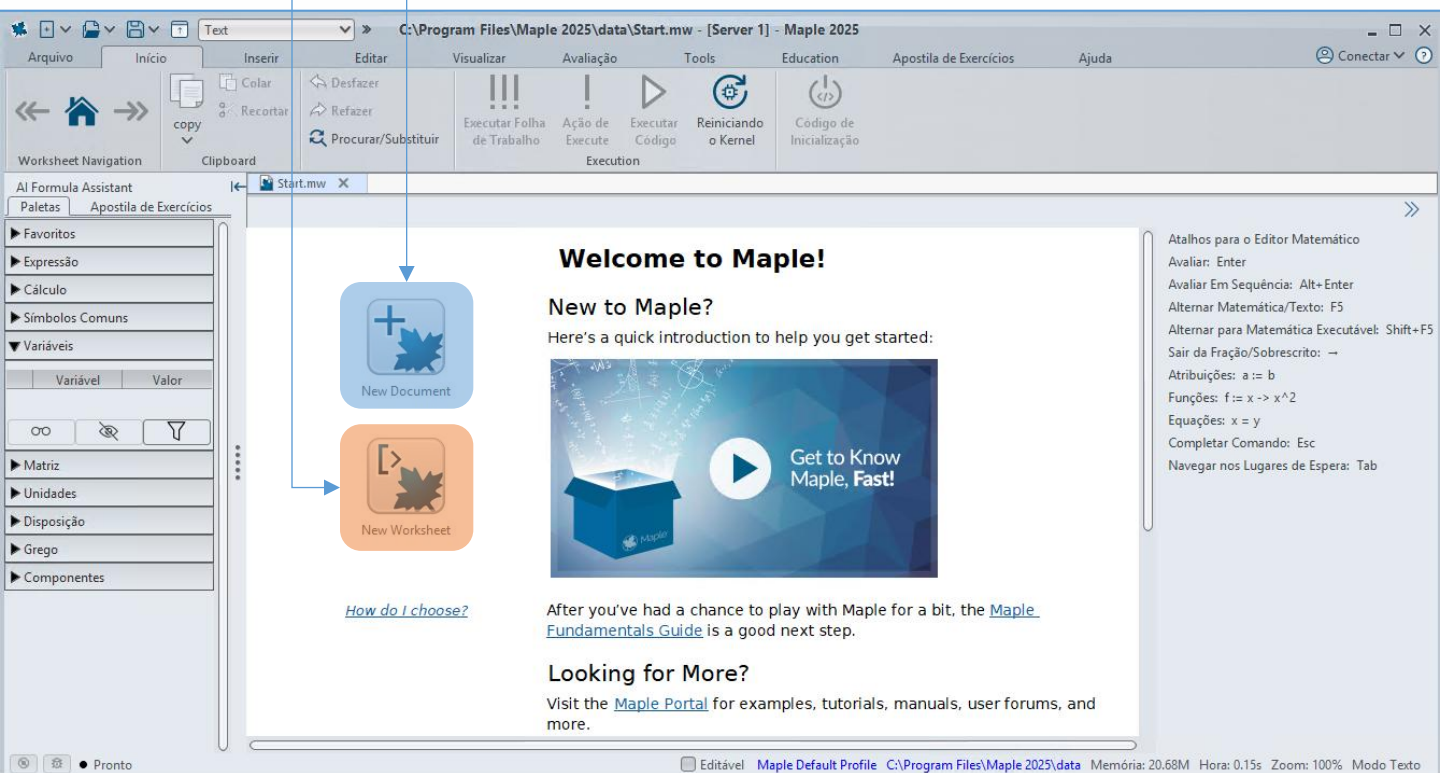 Text
C:\Program Files\Maple 2025\data\Start.mw - [Server 1] - Maple 2025
Arquivo Início Inserir Editar Visualizar Avaliação Tools Education Apostila de Exercícios Ajuda Conectar
copy
Colar
Recortar
Desfazer
Refazer
Procurar/Substituir
Executar Folha
de Trabalho
Ação de
Execute
Executar
Código
Reiniciando
o Kernel
Código de
Inicialização
Worksheet Navigation Clipboard Execution
AI Formula Assistant
Paletas Apostila de Exercícios
Start.mw
Favoritos
Expressão
Cálculo
Símbolos Comuns
Variáveis
Variável Valor
Matriz
Unidades
Disposição
Grego
Componentes
New Document
New Worksheet
How do I choose?
Welcome to Maple!
New to Maple?
Here's a quick introduction to help you get started:
Get to Know
Maple, Fast!
Maple
After you've had a chance to play with Maple for a bit, the Maple
Fundamentals Guide is a good next step.
Looking for More?
Visit the Maple Portal for examples, tutorials, manuals, user forums, and
more.
Atalhos para o Editor Matemático
Avaliar: Enter
Avaliar Em Sequência: Alt+Enter
Alternar Matemática/Texto: F5
Alternar para Matemática Executável: Shift+F5
Sair da Fração/Sobrescrito: →
Atribuições: a := b
Funções: f := x -> x^2
Equações: x = y
Completar Comando: Esc
Navegar nos Lugares de Espera: Tab
Pronto
Editável Maple Default Profile C:\Program Files\Maple 2025\data Memória: 20.68M Hora: 0.15s Zoom: 100% Modo Texto